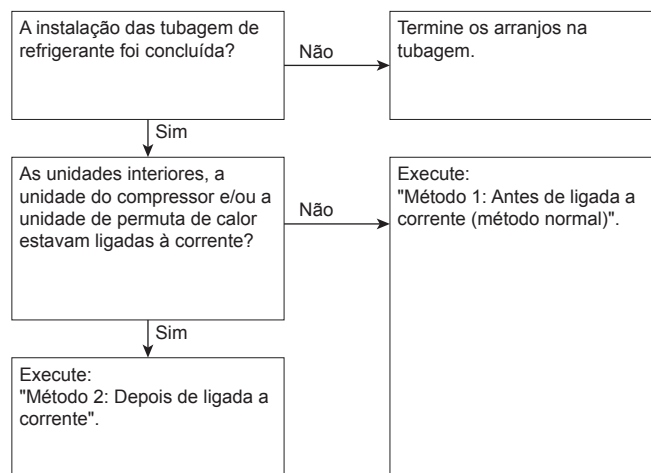 A instalação das tubagem de
refrigerante foi concluída?
Não
Termine os arranjos na
tubagem.
Sim
As unidades interiores, a
unidade do compressor e/ou a
unidade de permuta de calor
estavam ligadas à corrente?
Não
Execute:
"Método 1: Antes de ligada a
corrente (método normal)".
Sim
Execute:
"Método 2: Depois de ligada a
corrente".